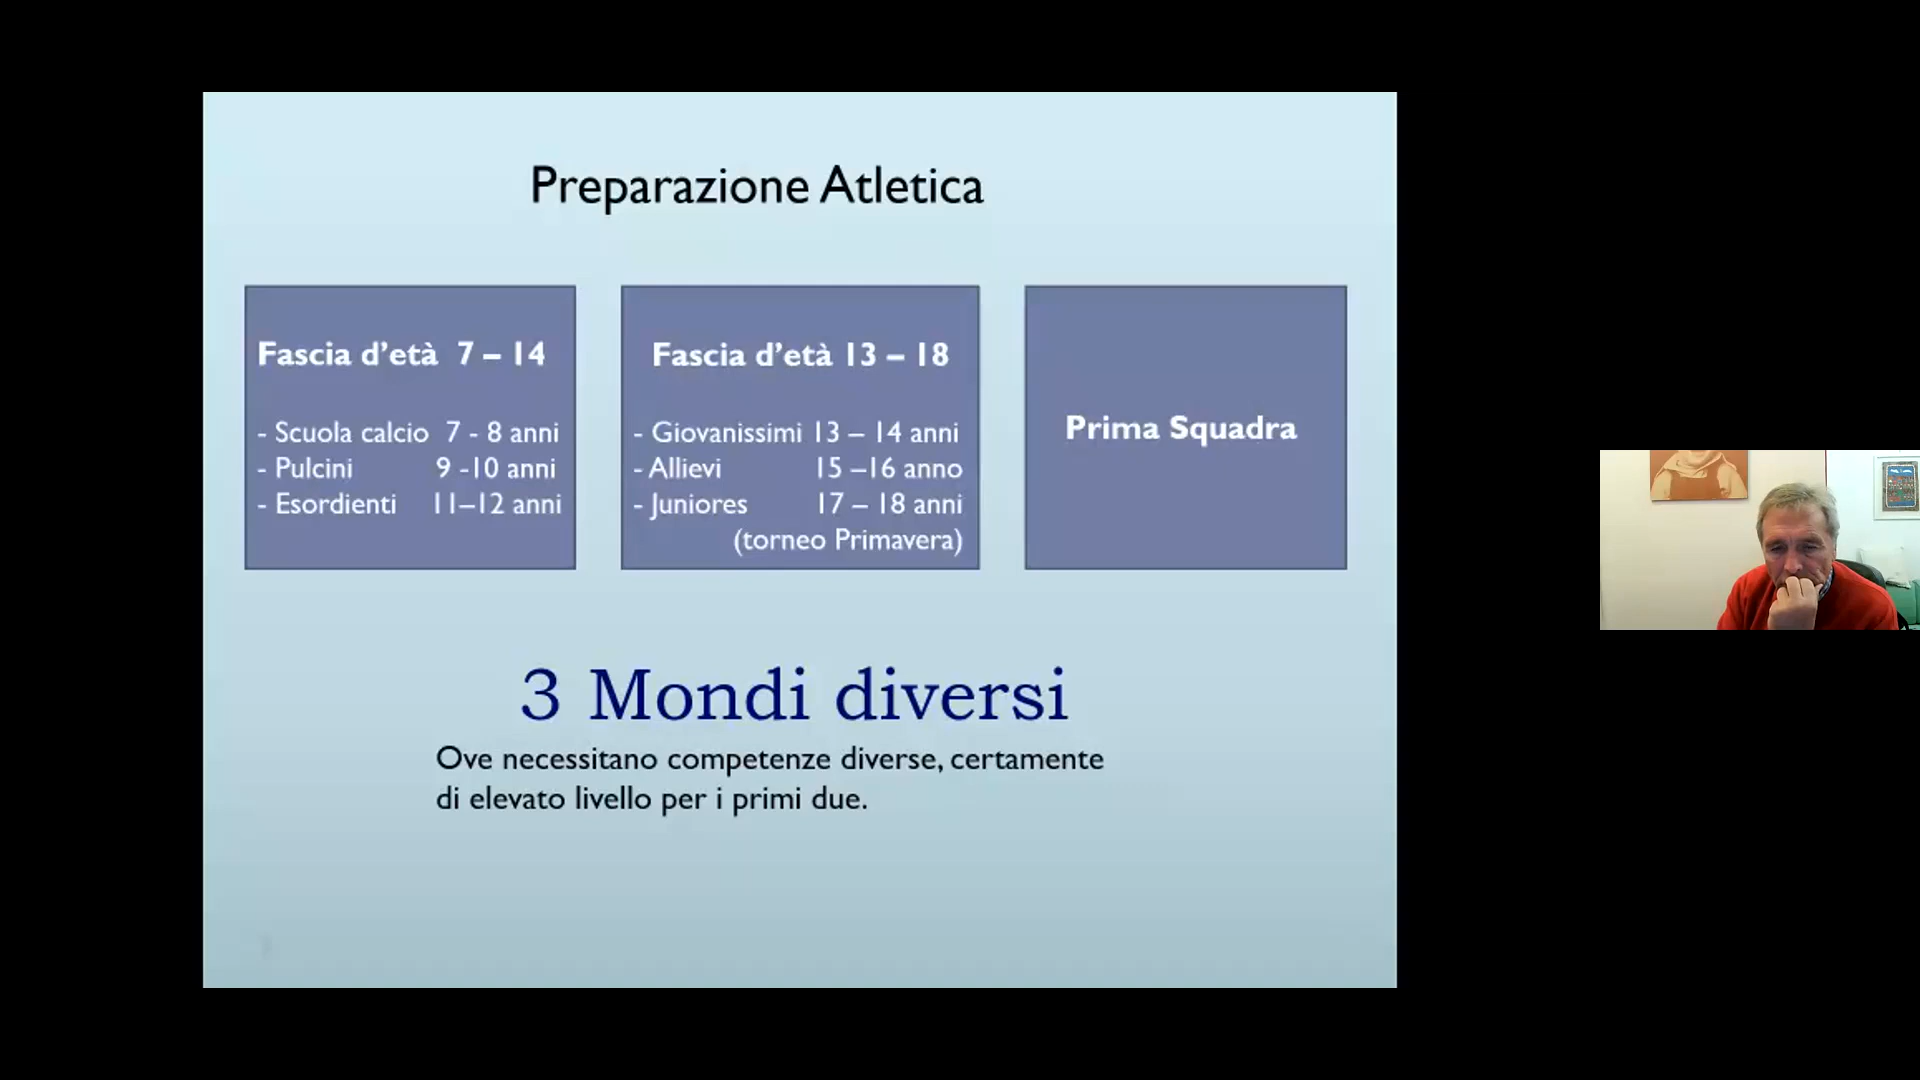 Preparazione Atletica
Fascia d'età 7 – 14
- Scuola calcio 7 - 8 anni
- Pulcini 9 -10 anni
- Esordienti 11–12 anni
Fascia d'età 13 – 18
- Giovanissimi 13 – 14 anni
- Allievi 15 –16 anno
- Juniores 17 – 18 anni
(torneo Primavera)
Prima Squadra
3 Mondi diversi
Ove necessitano competenze diverse, certamente
di elevato livello per i primi due.